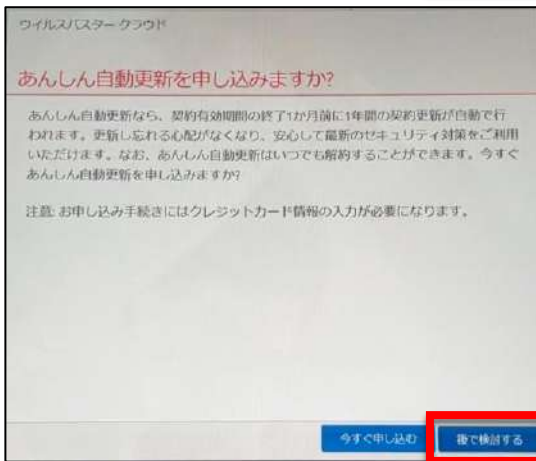 ウイルスバスター クラウド
あんしん自動更新を申し込みますか?
あんしん自動更新なら、契約有効期間の終了1か月前に1年間の契約更新が自動で行
われます。更新し忘れる心配がなくなり、安心して最新のセキュリティ対策をご利用
いただけます。なお、あんしん自動更新はいつでも解約することができます。今すぐ
あんしん自動更新を申し込みますか?
注意: お申し込み手続きにはクレジットカード情報の入力が必要になります。
今すぐ申し込む
後で検討する